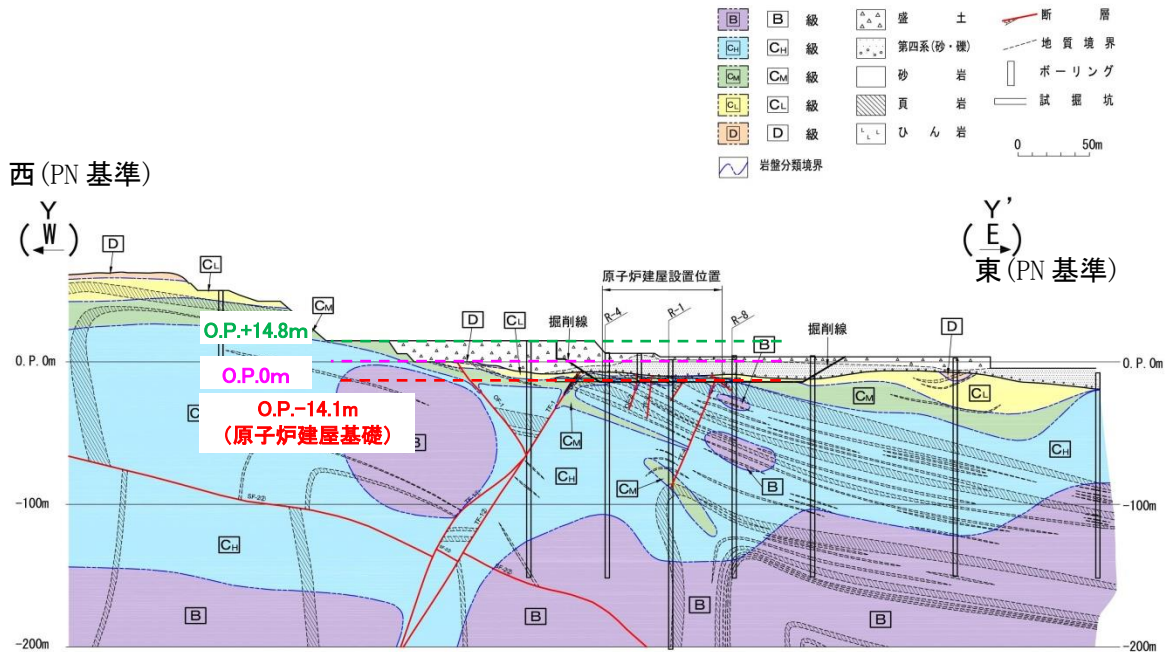 B B 級 盛土 断層
CH CH 級 第四系(砂・礫) 地質境界
CM CM 級 砂岩 ボーリング
CL CL 級 頁岩 試掘坑
D D 級 ひん岩
岩盤分類境界
0 50m
西(PN 基準)
Y
(W)
Y'
(E)
東(PN 基準)
D
CL
CM
原子炉建屋設置位置
R-4
R-1
R-8
掘削線
掘削線
D
CL
B
D
O.P.+14.8m
O.P.0m
O.P.-14.1m
(原子炉建屋基礎)
0.P.0m
0.P.0m
CM
CL
CM
CH
B
CH
CM
B
-100m
-100m
CH
B
B
B
B
-200m
-200m